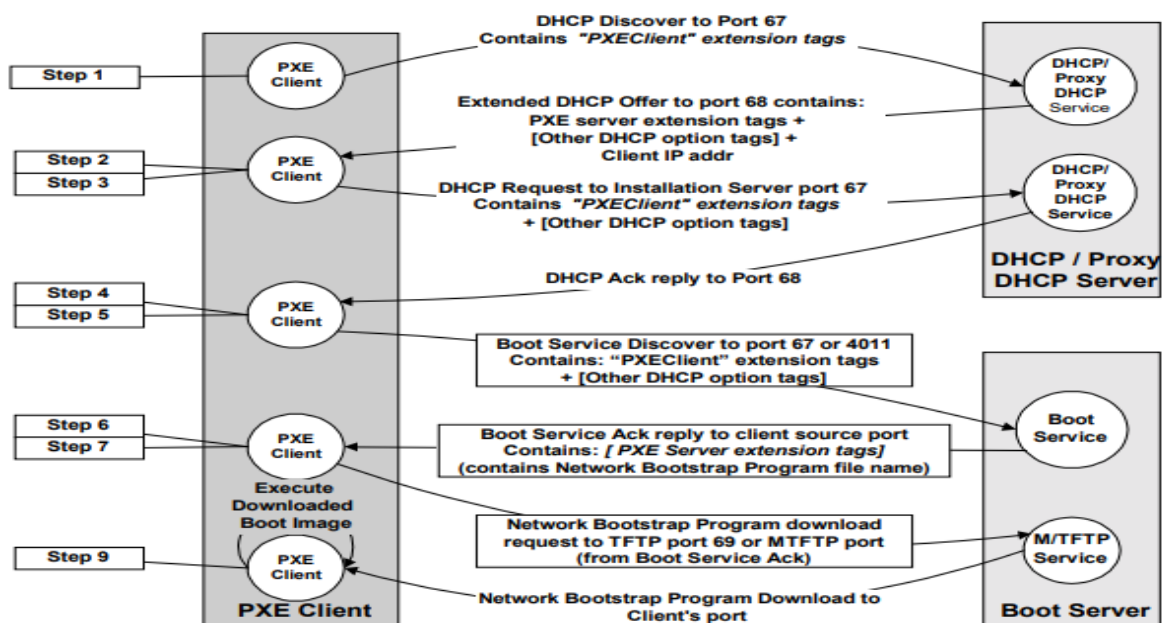 DHCP Discover to Port 67
Contains "PXEClient" extension tags
Step 1
PXE
Client
DHCP/
Proxy
DHCP
Service
Extended DHCP Offer to port 68 contains:
PXE server extension tags +
[Other DHCP option tags] +
Client IP addr
Step 2
Step 3
PXE
Client
DHCP Request to Installation Server port 67
Contains "PXEClient" extension tags
+ [Other DHCP option tags]
DHCP/
Proxy
DHCP
Service
DHCP / Proxy
DHCP Server
DHCP Ack reply to Port 68
Step 4
Step 5
PXE
Client
Boot Service Discover to port 67 or 4011
Contains: “PXEClient” extension tags
+ [Other DHCP option tags]
Step 6
Step 7
PXE
Client
Boot
Service
Boot Service Ack reply to client source port
Contains: [ PXE Server extension tags]
(contains Network Bootstrap Program file name)
Execute
Downloaded
Boot Image
Network Bootstrap Program download
request to TFTP port 69 or MTFTP port
(from Boot Service Ack)
M/TFTP
Service
Step 9
PXE
Client
Network Bootstrap Program Download to
Client's port
PXE Client
Boot Server